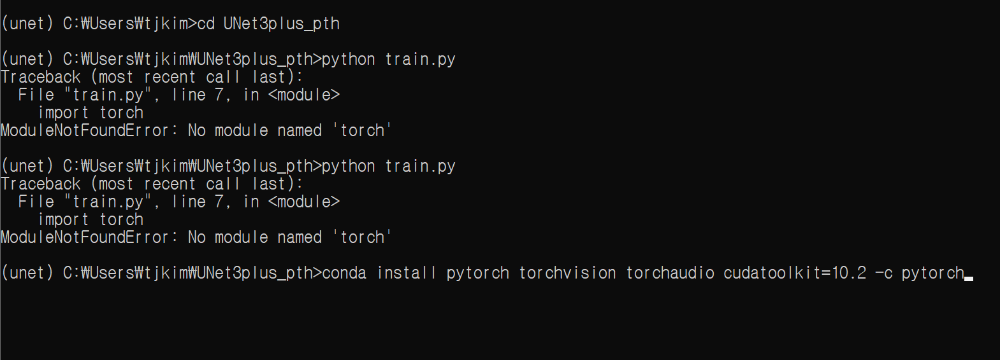 (unet) C:₩Users₩tjkim>cd UNet3plus_pth
(unet) C:₩Users₩tjkim₩UNet3plus_pth>python train.py
Traceback (most recent call last):
  File "train.py", line 7, in <module>
    import torch
ModuleNotFoundError: No module named 'torch'
(unet) C:₩Users₩tjkim₩UNet3plus_pth>python train.py
Traceback (most recent call last):
  File "train.py", line 7, in <module>
    import torch
ModuleNotFoundError: No module named 'torch'
(unet) C:₩Users₩tjkim₩UNet3plus_pth>conda install pytorch torchvision torchaudio cudatoolkit=10.2 -c pytorch